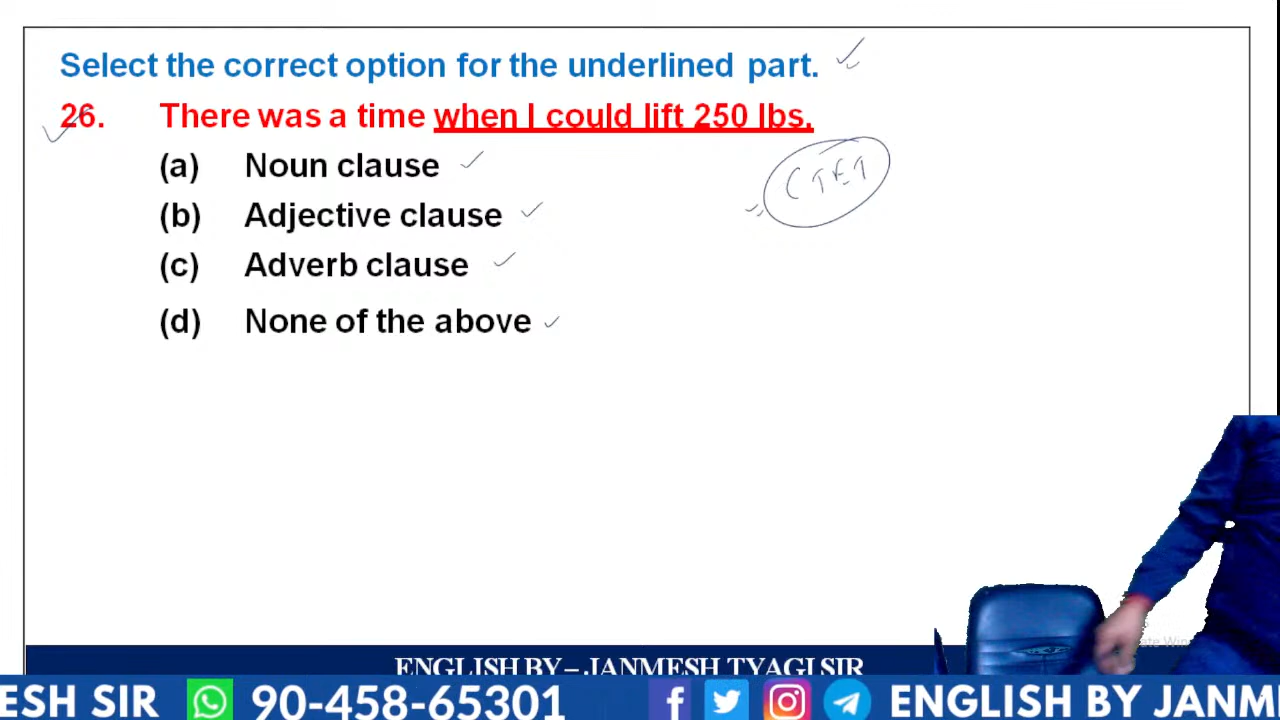 Select the correct option for the underlined part.
26. There was a time when I could lift 250 lbs.
(a) Noun clause
CTET
(b) Adjective clause
(c) Adverb clause
(d) None of the above
ENGLISH BY – JANMESH TYAGI SIR
ESH SIR 90-458-65301 ENGLISH BY JANM